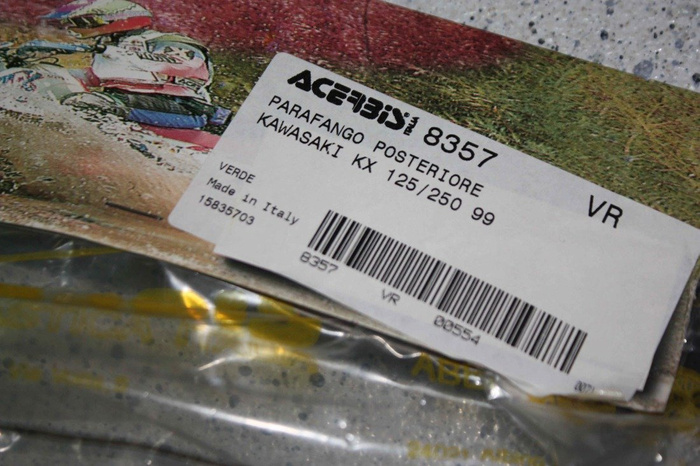 ACERBIS 8357
PARAFANGO POSTERIORE
KAWASAKI KX 125/250 99
VR
VERDE
Made in Italy
15835703
8357 VR 00554